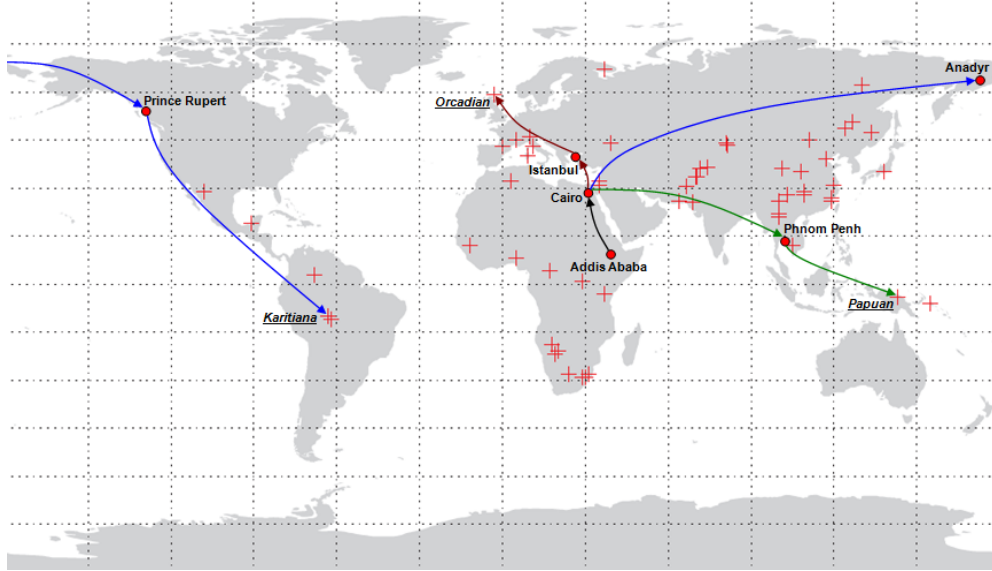 Anadyr
Prince Rupert
Orcadian
Istanbul
Cairo
Phnom Penh
Addis Ababa
Papuan
Karitiana